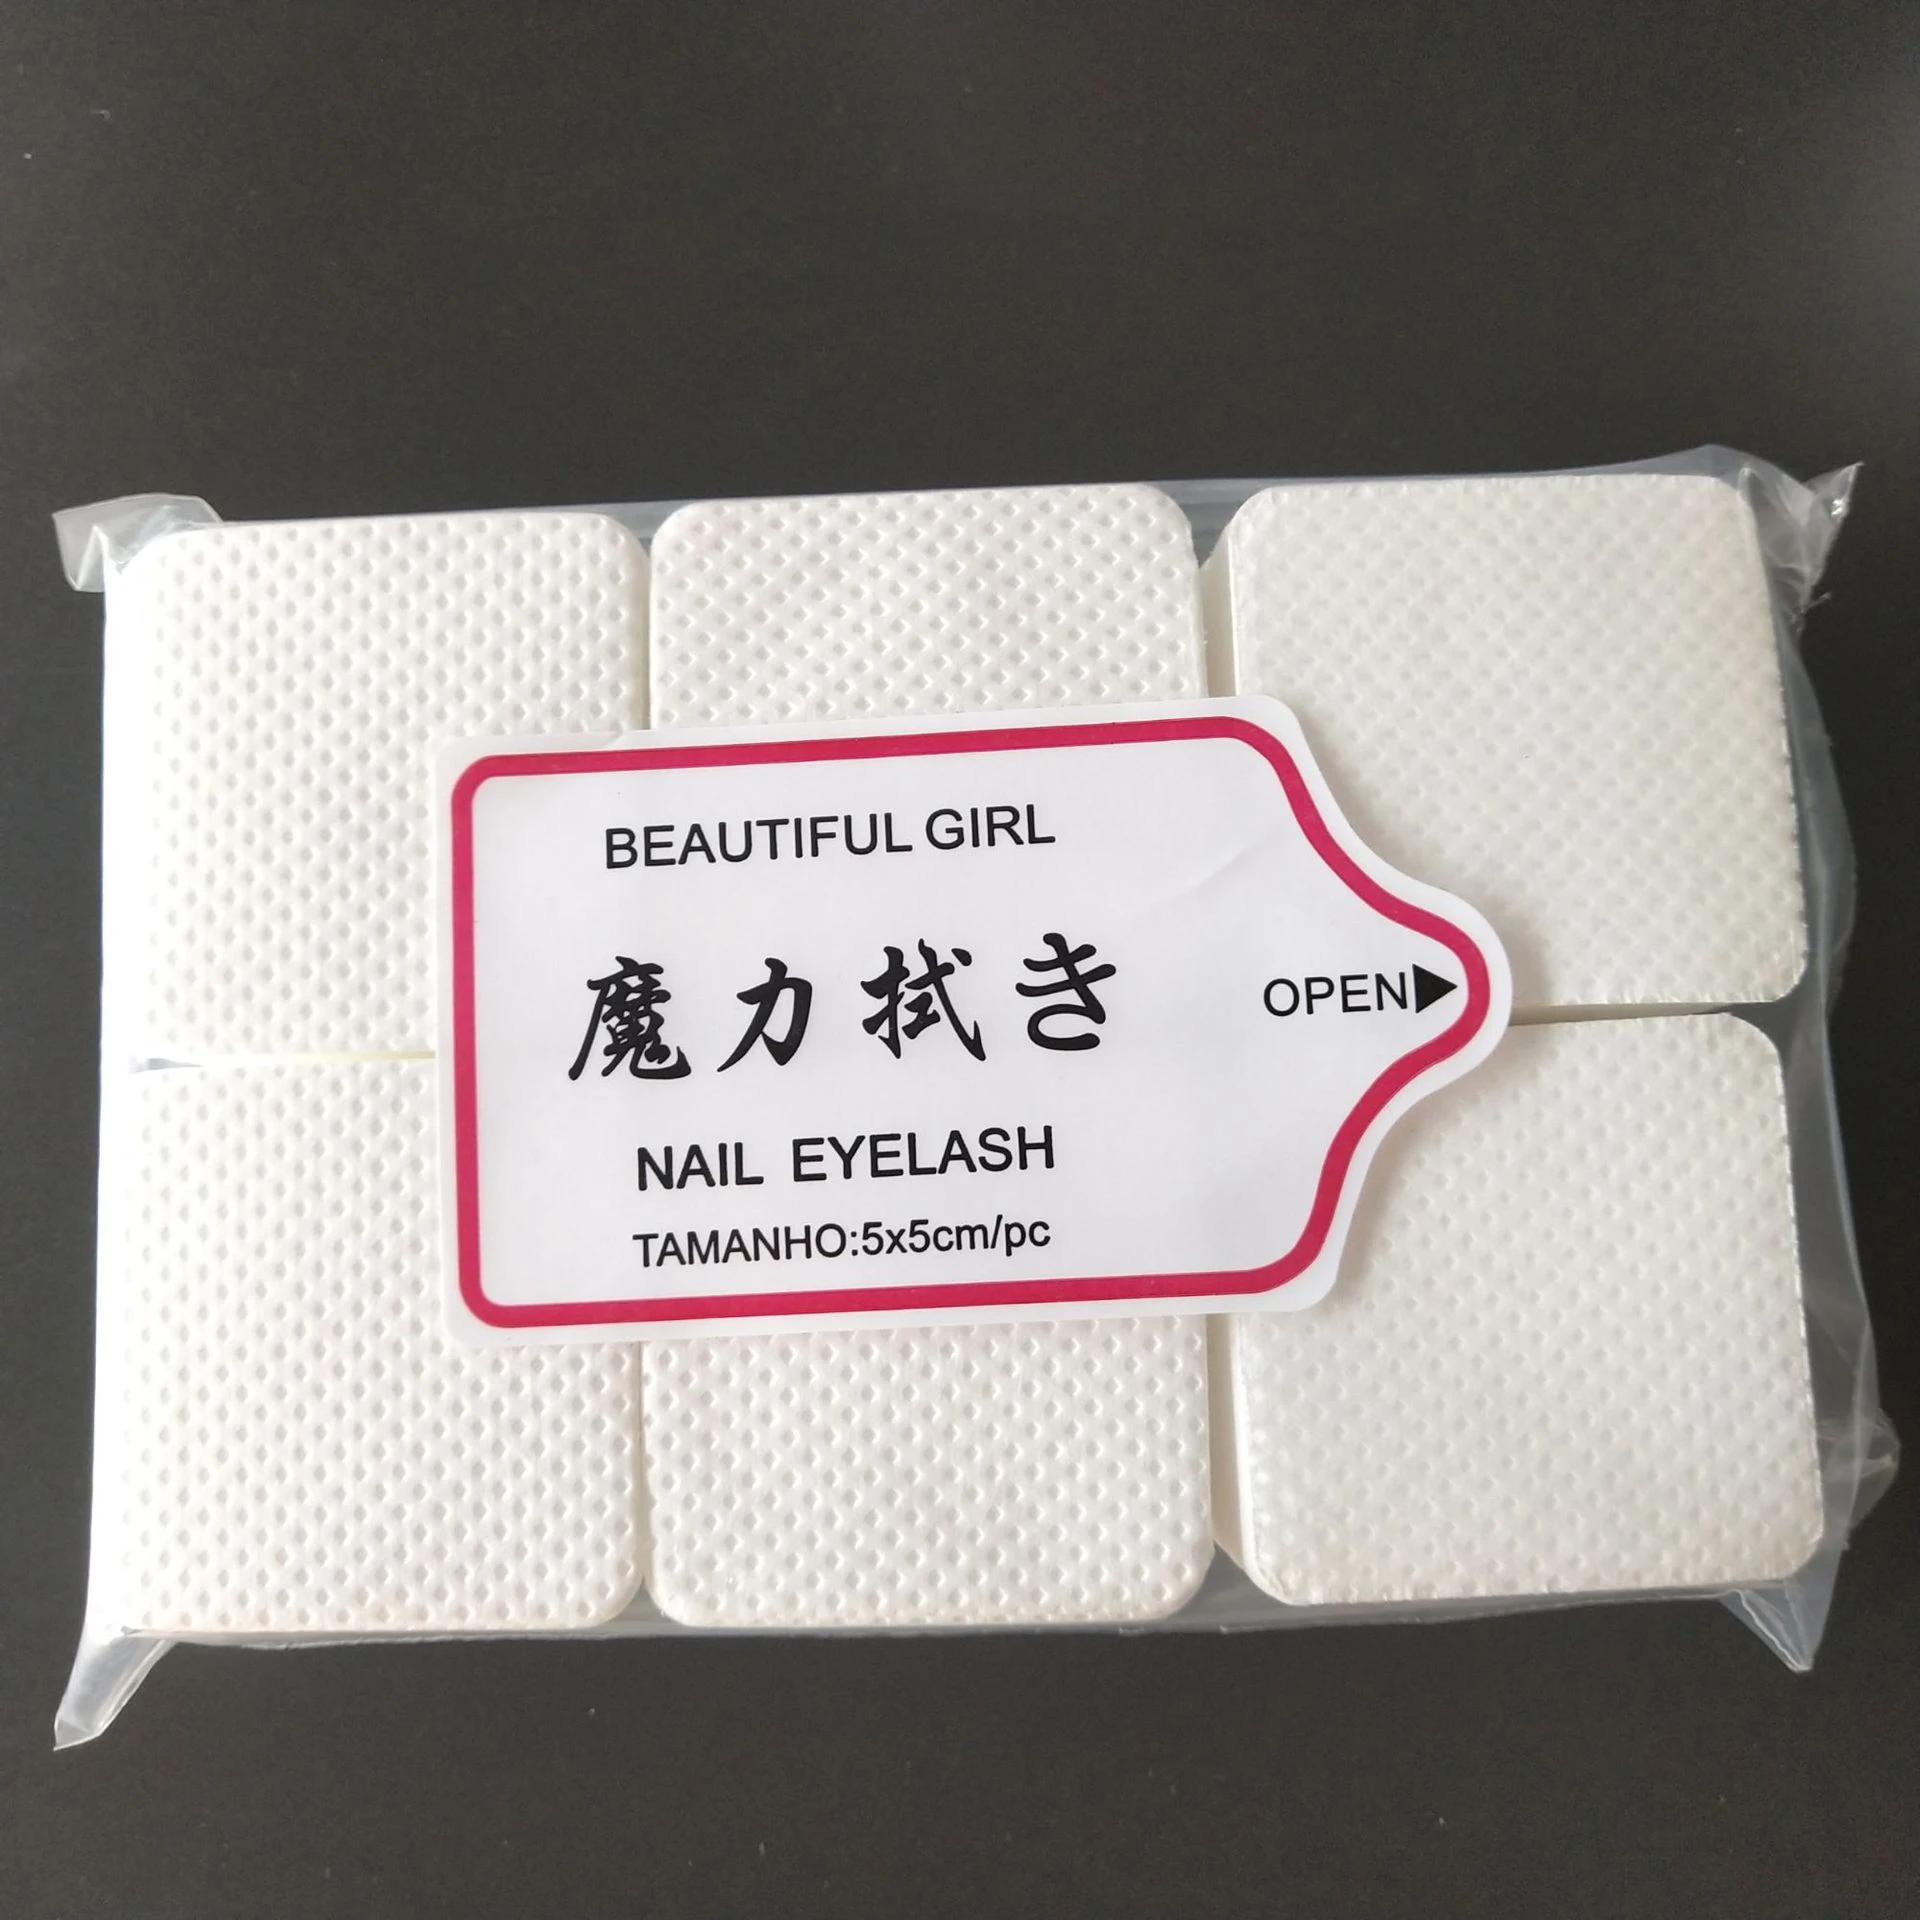 BEAUTIFUL GIRL
魔力拭き
OPEN▶
NAIL EYELASH
TAMANHO:5x5cm/pc